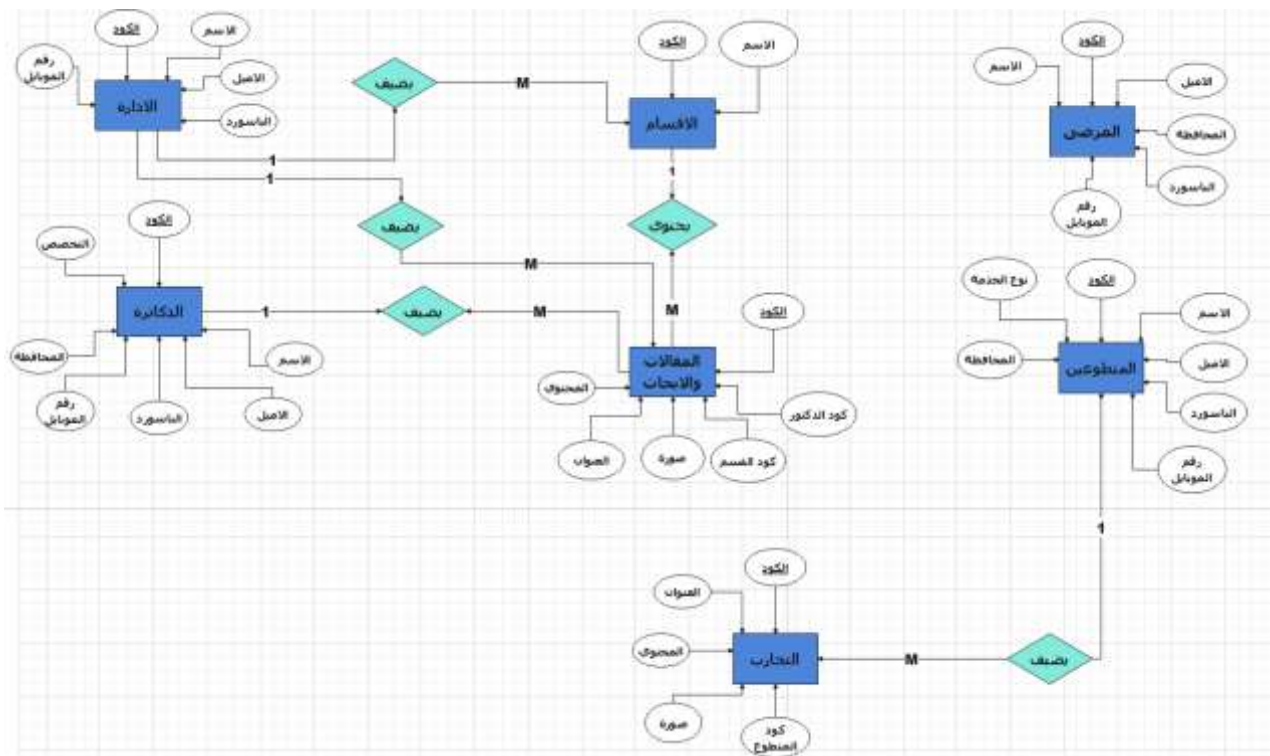 الكود
الاسم
رقم
الموبايل
الاميل
الباسورد
الادارة
يضيف
M
1
1
الكود
الاسم
الاقسام
1
الكود
الاسم
الاميل
المرضى
المحافظة
الباسورد
رقم
الموبايل
يضيف
M
يحتوى
M
الكود
التخصص
الدكاترة
المحافظة
الاسم
رقم
الموبايل
الباسورد
الاميل
1
يضيف
M
الكود
المقالات
والابحاث
المحتوى
كود الدكتور
العنوان
صورة
كود القسم
نوع الخدمة
الكود
الاسم
المحافظة
المتطوعين
الاميل
الباسورد
رقم
الموبايل
1
الكود
العنوان
المحتوى
التجارب
M
يضيف
صورة
كود
المتطوع